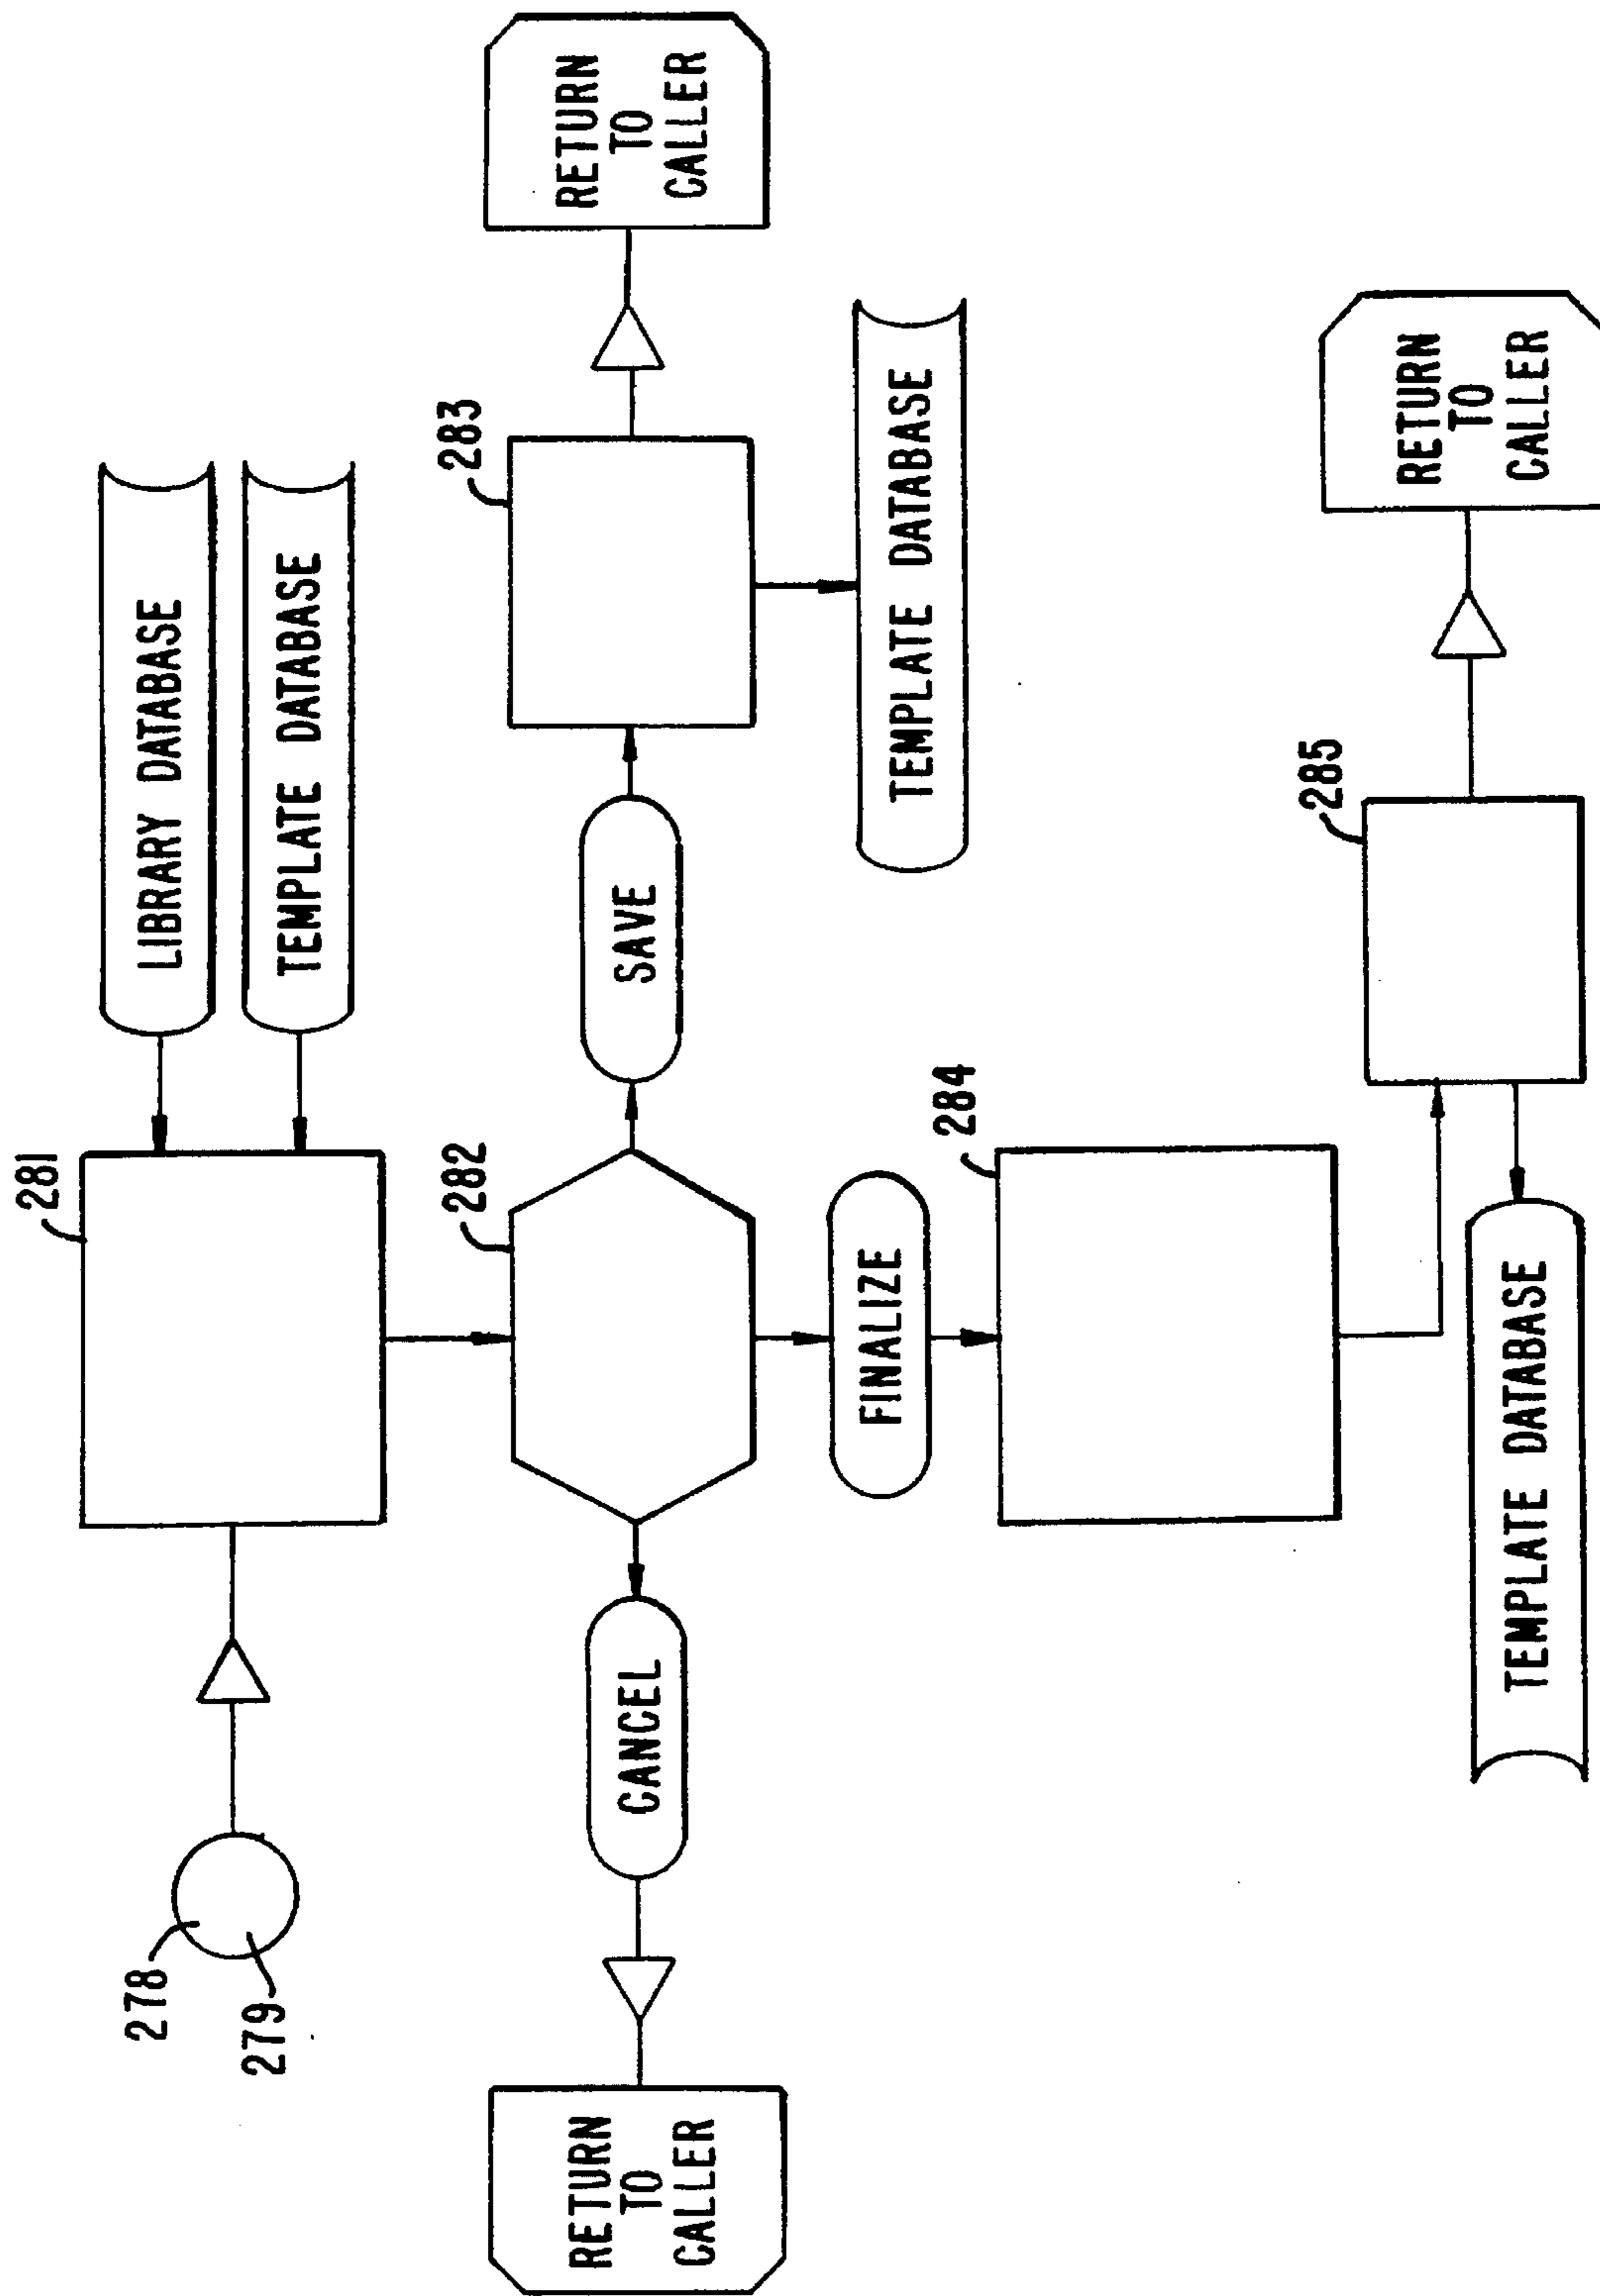 281
LIBRARY DATABASE
TEMPLATE DATABASE
278
279
282
283
RETURN
TO
CALLER
CANCEL
SAVE
RETURN
TO
CALLER
FINALIZE
TEMPLATE DATABASE
284
285
TEMPLATE DATABASE
RETURN
TO
CALLER